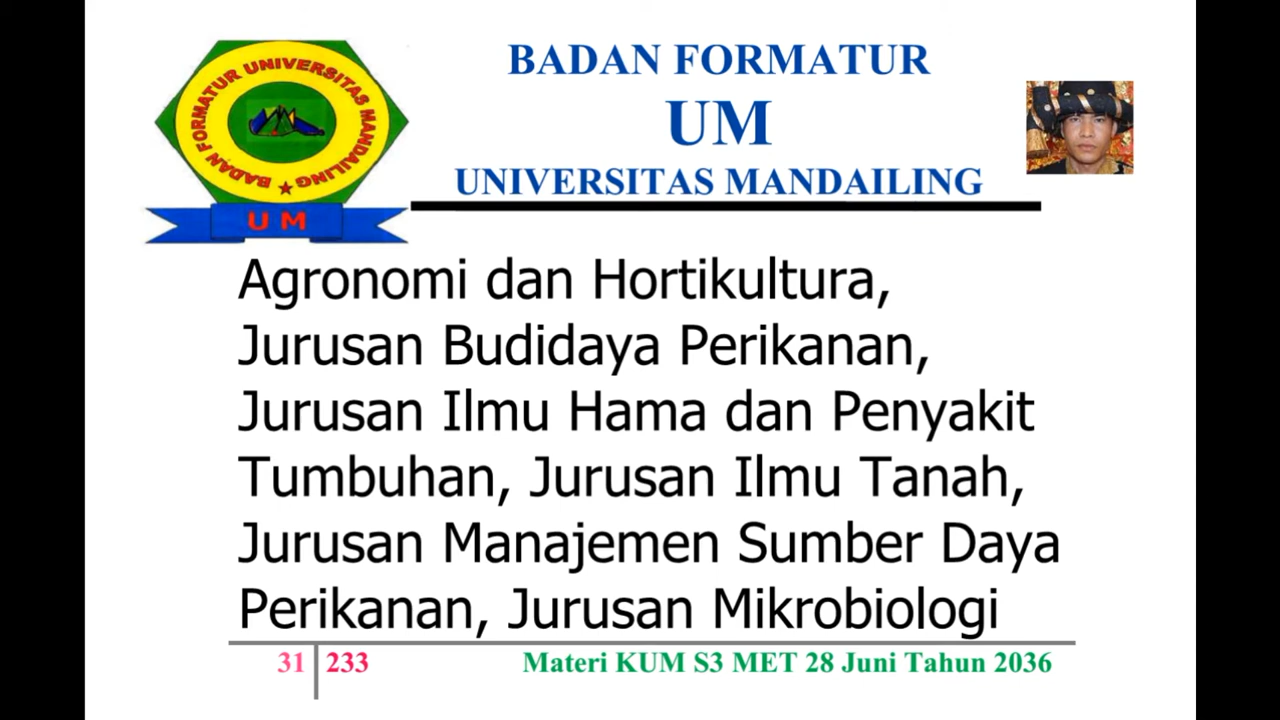 BADAN FORMATUR UNIVERSITAS MANDAILING
U M
BADAN FORMATUR
UM
UNIVERSITAS MANDAILING
Agronomi dan Hortikultura,
Jurusan Budidaya Perikanan,
Jurusan Ilmu Hama dan Penyakit
Tumbuhan, Jurusan Ilmu Tanah,
Jurusan Manajemen Sumber Daya
Perikanan, Jurusan Mikrobiologi
31 233 Materi KUM S3 MET 28 Juni Tahun 2036